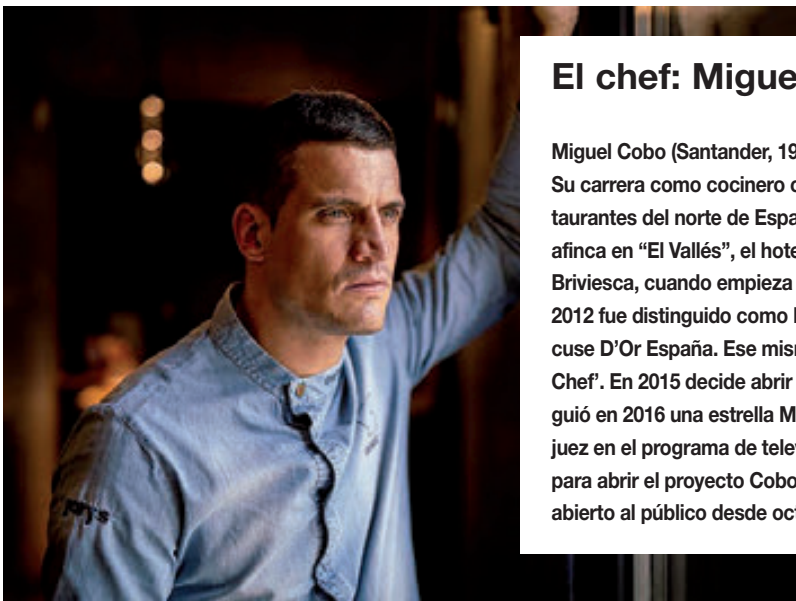 El chef: Migue
Miguel Cobo (Santander, 19
Su carrera como cocinero c
taurantes del norte de Espa
afinca en “El Vallés”, el hote
Briviesca, cuando empieza
2012 fue distinguido como
cuse D’Or España. Ese misr
Chef’. En 2015 decide abrir
guió en 2016 una estrella M
juez en el programa de telev
para abrir el proyecto Cobo
abierto al público desde oct